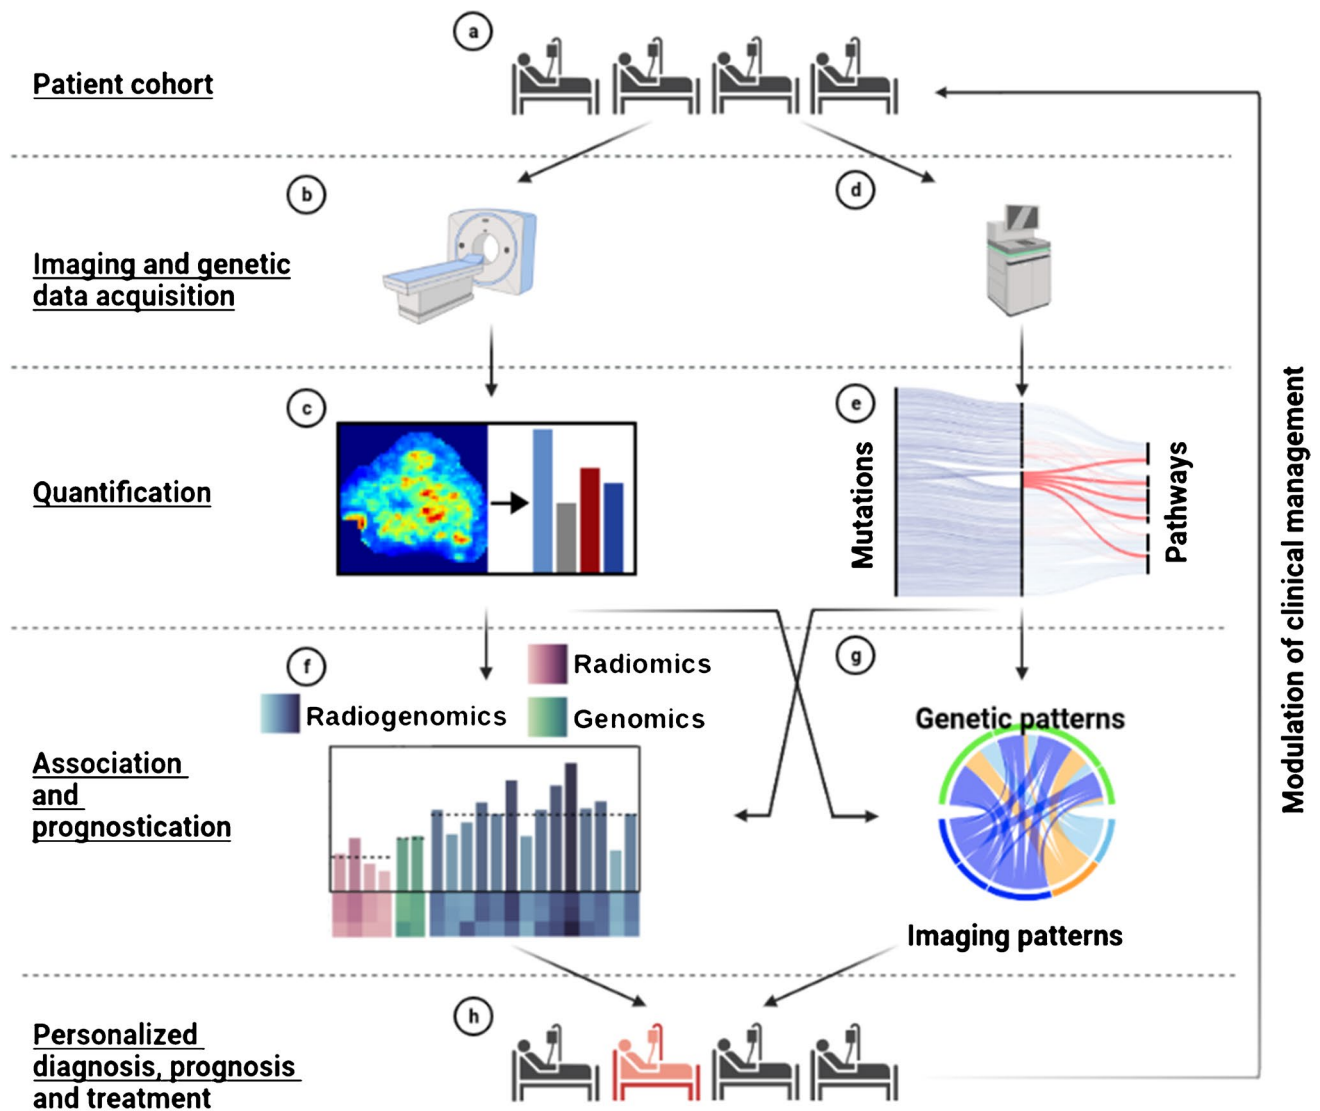 a
Patient cohort
b
d
Imaging and genetic
data acquisition
c
e
Quantification
Mutations
Pathways
Modulation of clinical management
f
g
Radiomics
Radiogenomics
Genomics
Genetic patterns
Association
and
prognostication
Imaging patterns
h
Personalized
diagnosis, prognosis
and treatment